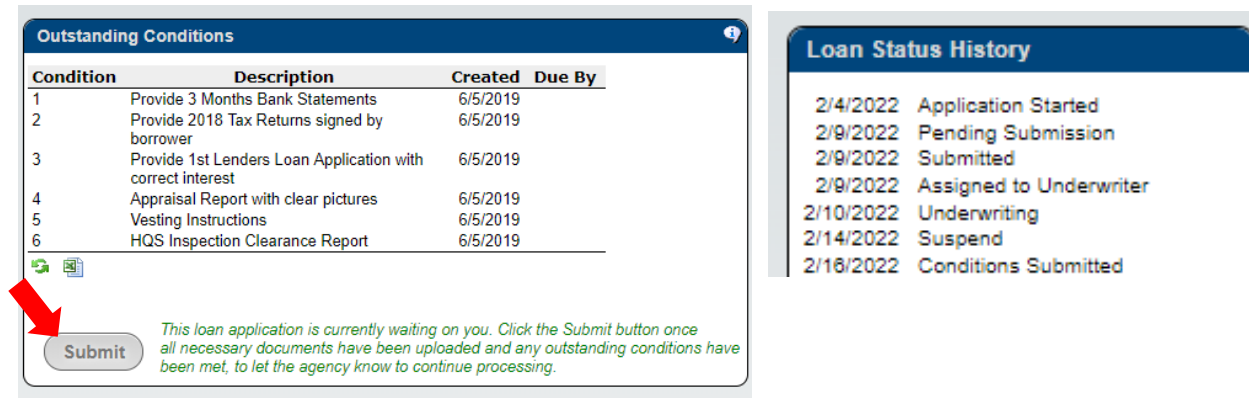 Outstanding Conditions
Condition Description Created Due By
1 Provide 3 Months Bank Statements 6/5/2019
2 Provide 2018 Tax Returns signed by 6/5/2019
borrower
3 Provide 1st Lenders Loan Application with 6/5/2019
correct interest
4 Appraisal Report with clear pictures 6/5/2019
5 Vesting Instructions 6/5/2019
6 HQS Inspection Clearance Report 6/5/2019
Submit
This loan application is currently waiting on you. Click the Submit button once
all necessary documents have been uploaded and any outstanding conditions have
been met, to let the agency know to continue processing.
Loan Status History
2/4/2022 Application Started
2/9/2022 Pending Submission
2/9/2022 Submitted
2/9/2022 Assigned to Underwriter
2/10/2022 Underwriting
2/14/2022 Suspend
2/16/2022 Conditions Submitted